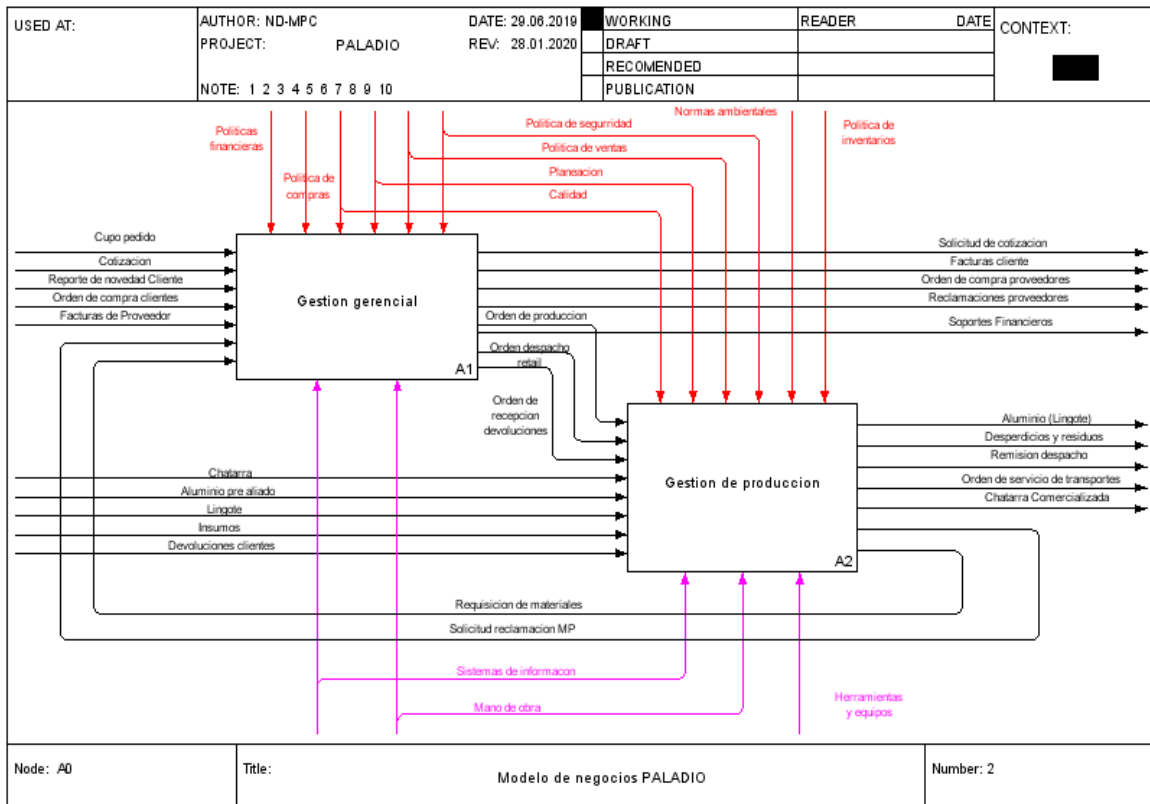 USED AT:
AUTHOR: ND-MPC
DATE: 29.06.2019
PROJECT: PALADIO
REV: 28.01.2020
NOTE: 1 2 3 4 5 6 7 8 9 10
WORKING
DRAFT
RECOMENDED
PUBLICATION
READER
DATE
CONTEXT:
Politicas
financieras
Politica de
compras
Politica de segurridad
Politica de ventas
Planeacion
Calidad
Normas ambientales
Politica de
inventarios
Cupo pedido
Cotizacion
Reporte de novedad Cliente
Orden de compra clientes
Facturas de Proveedor
Gestion gerencial
A1
Solicitud de cotizacion
Facturas cliente
Orden de compra proveedores
Reclamaciones proveedores
Soportes Financieros
Orden de produccion
Orden despacho
retail
Orden de
recepcion
devoluciones
Chatarra
Aluminio pre aliado
Lingote
Insumos
Devoluciones clientes
Gestion de produccion
A2
Aluminio (Lingote)
Desperdicios y residuos
Remision despacho
Orden de servicio de transportes
Chatarra Comercializada
Requisicion de materiales
Solicitud reclamacion MP
Sistemas de informacon
Mano de obra
Herramientas
y equipos
Node: A0
Title:
Modelo de negocios PALADIO
Number: 2